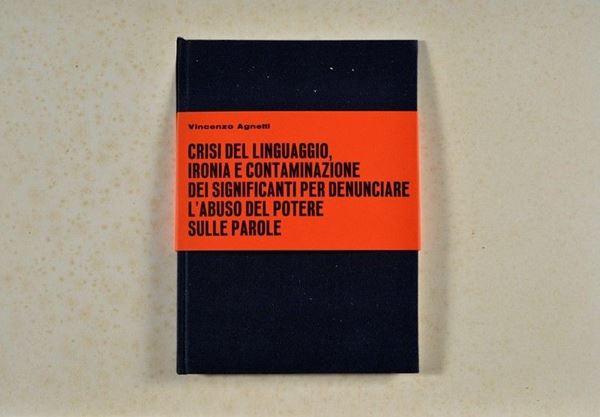 Vincenzo Agnetti
CRISI DEL LINGUAGGIO,
IRONIA E CONTAMINAZIONE
DEI SIGNIFICANTI PER DENUNCIARE
L'ABUSO DEL POTERE
SULLE PAROLE